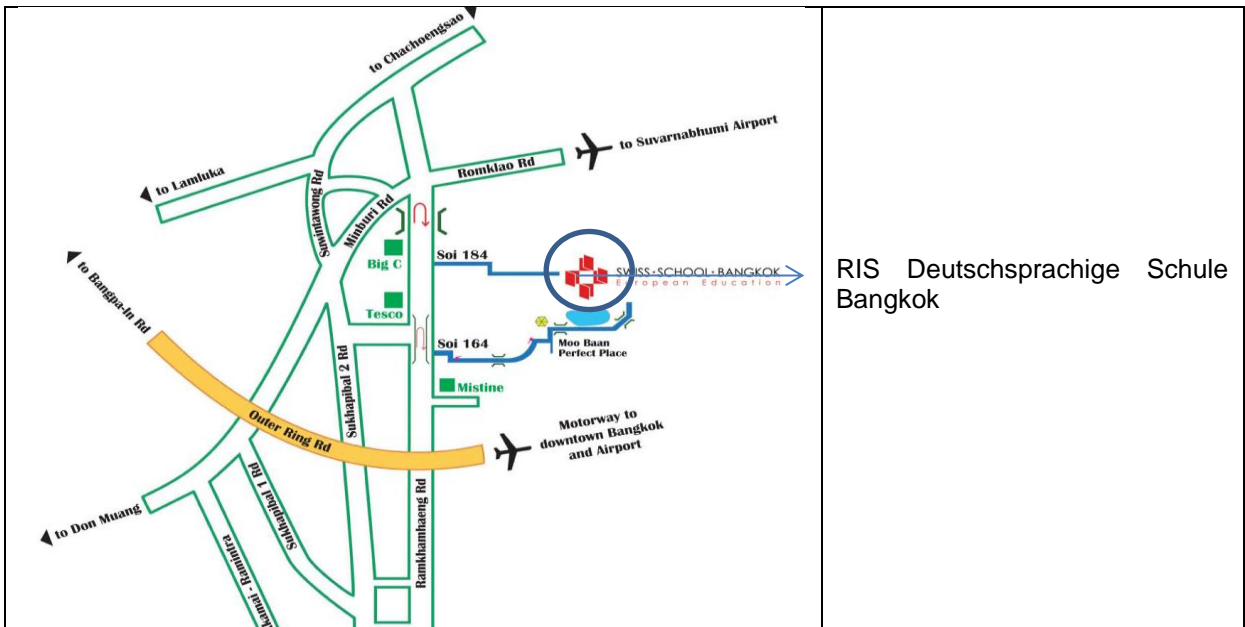 to Chachoengsao
to Suvarnabhumi Airport
Romklao Rd
to Lamluka
Suwintawong Rd
Minburi Rd
Big C
Soi 184
SWISS·SCHOOL·BANGKOK
European Education
RIS Deutschsprachige Schule
Bangkok
to Bangpa-In Rd
Tesco
Soi 164
Moo Baan
Perfect Place
Mistine
Sukhapibal 2 Rd
Outer Ring Rd
Motorway to
downtown Bangkok
and Airport
Sukhapibal 1 Rd
Ramkhamhaeng Rd
to Don Muang
Ramintra